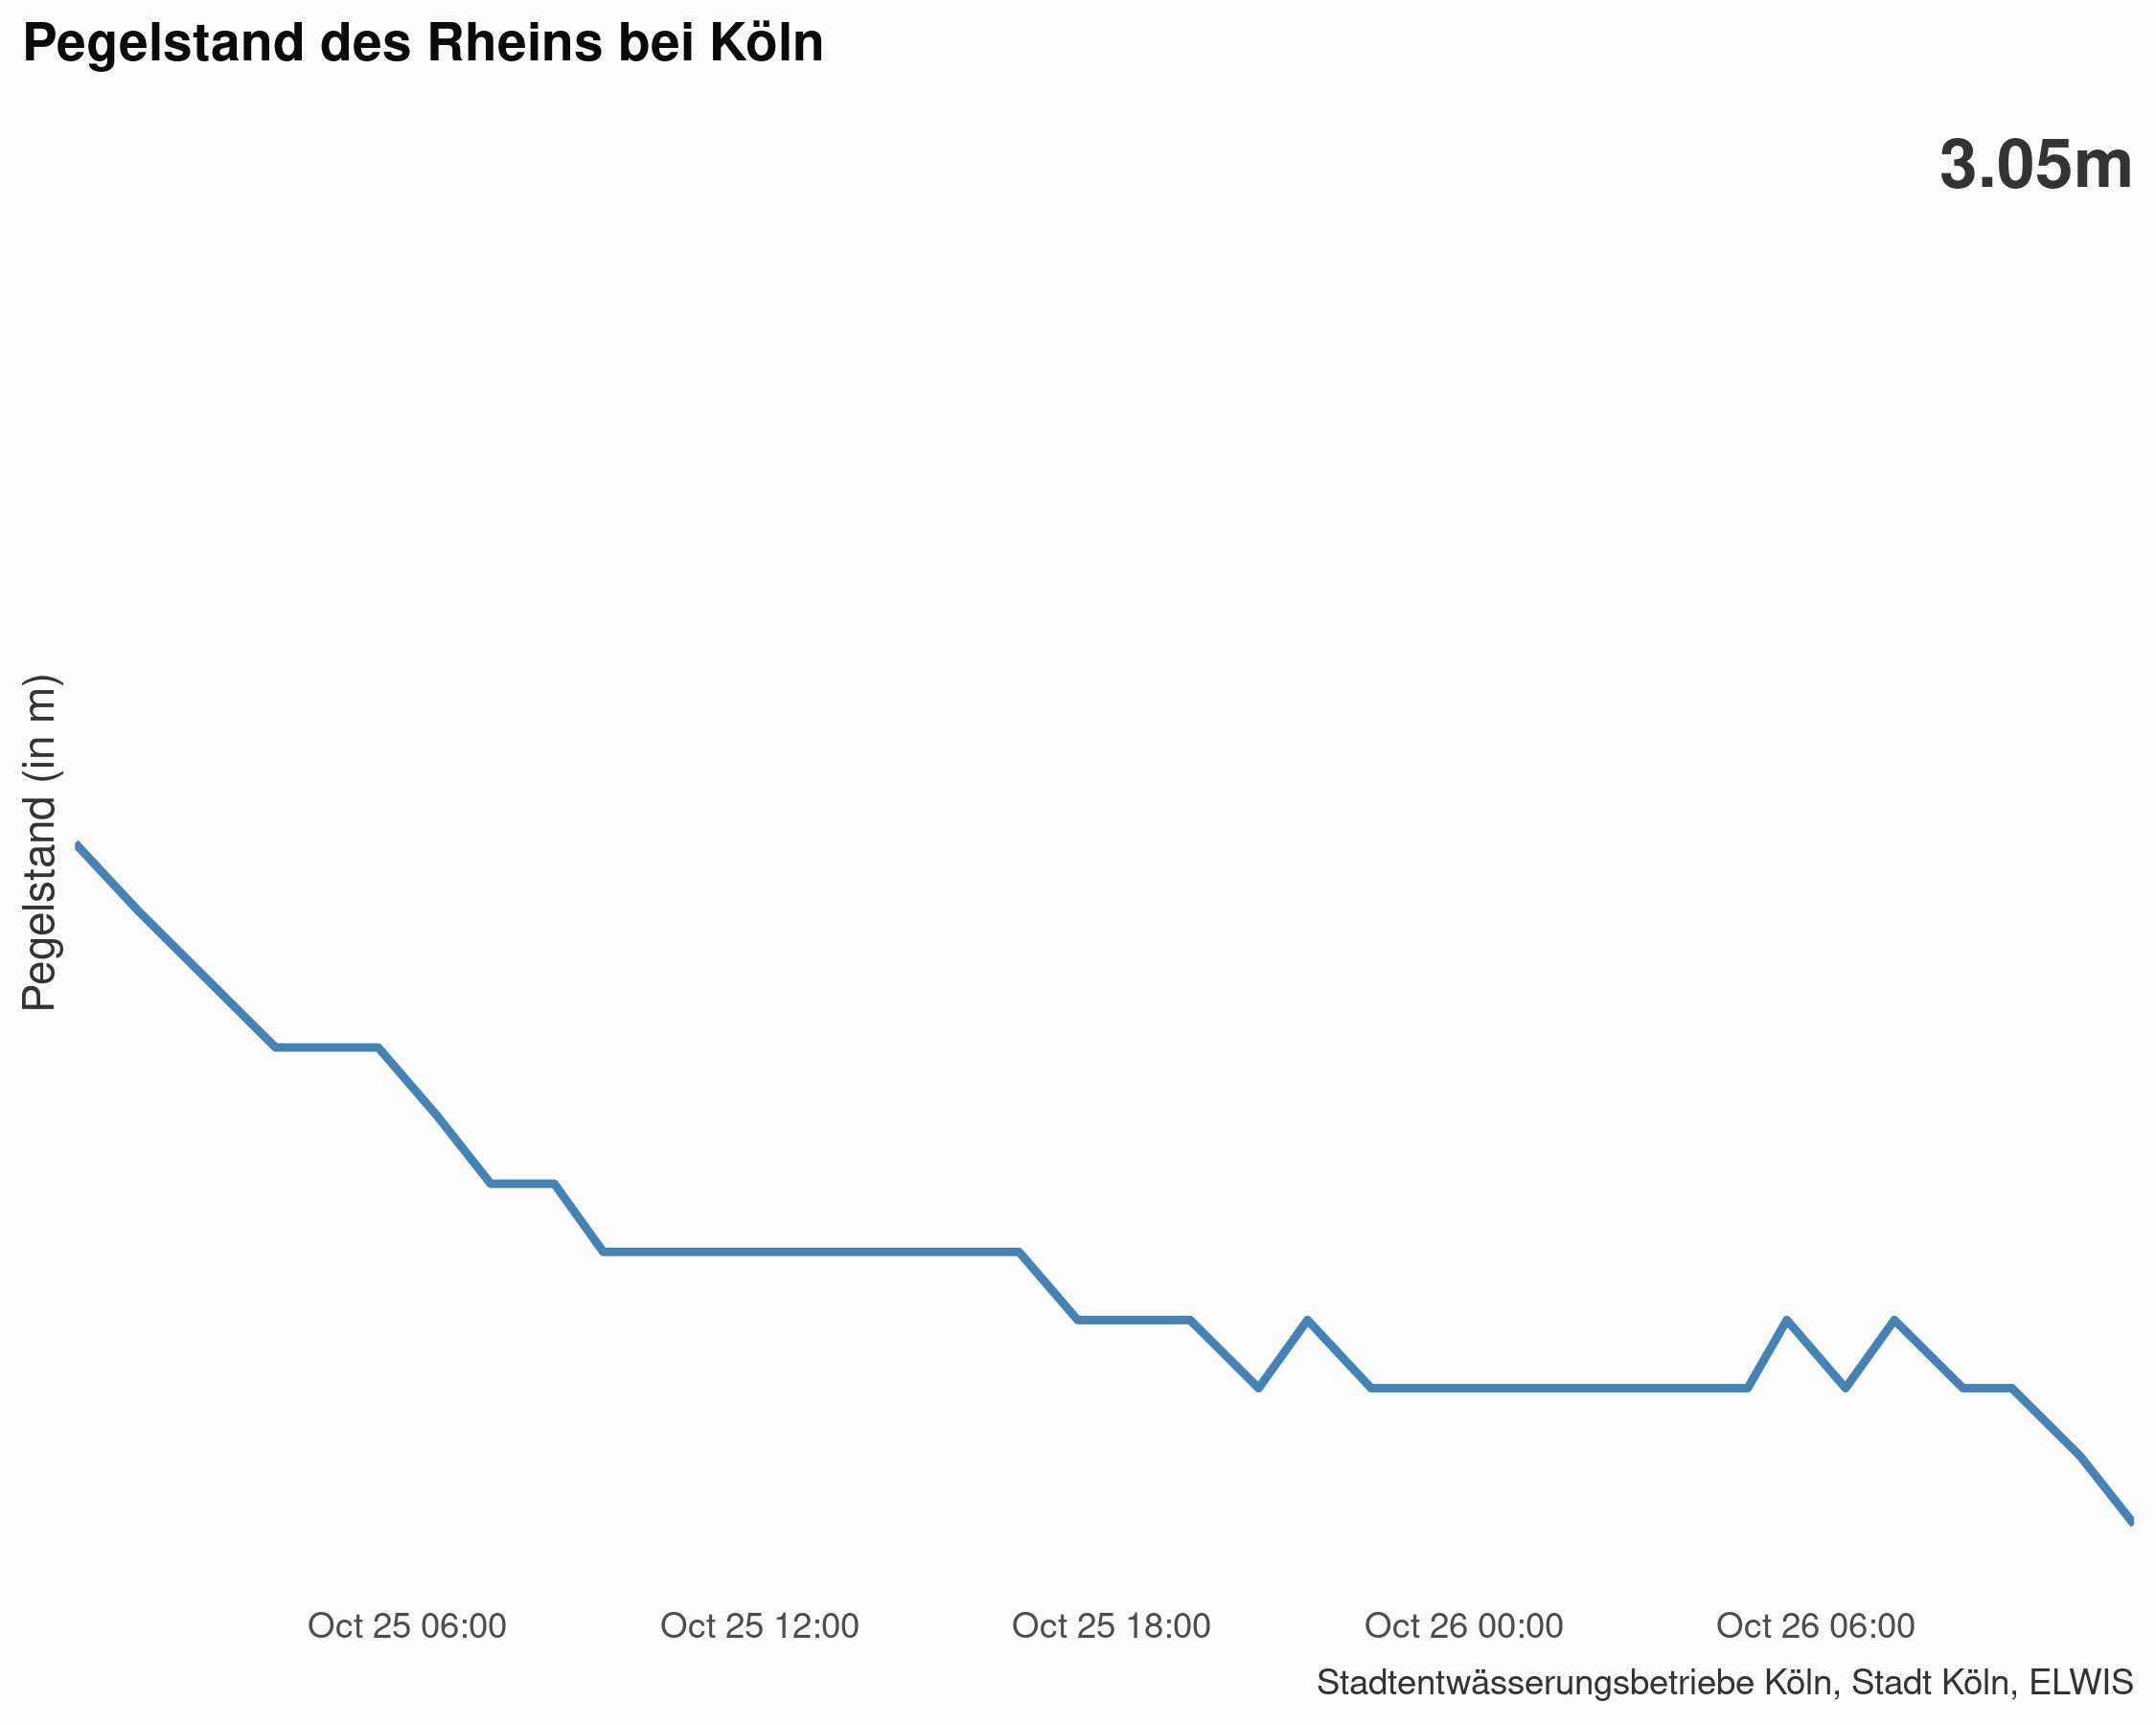 Pegelstand des Rheins bei Köln
3.05m
Pegelstand (in m)
Oct 25 06:00 Oct 25 12:00 Oct 25 18:00 Oct 26 00:00 Oct 26 06:00
Stadtentwässerungsbetriebe Köln, Stadt Köln, ELWIS